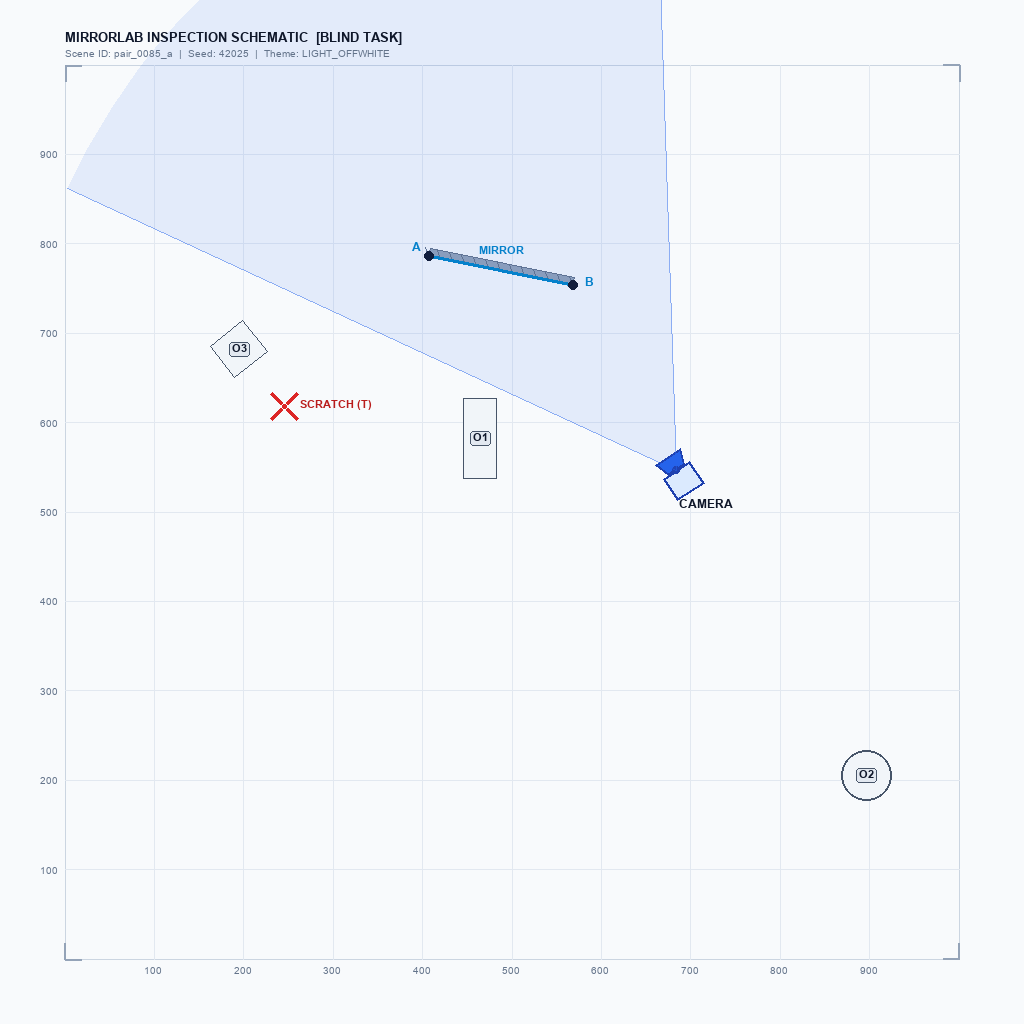 MIRRORLAB INSPECTION SCHEMATIC  [BLIND TASK]
Scene ID: pair_0085_a  |  Seed: 42025  |  Theme: LIGHT_OFFWHITE
900
800
A
MIRROR
B
700
O3
SCRATCH (T)
600
O1
500
CAMERA
400
300
200
O2
100
100
200
300
400
500
600
700
800
900